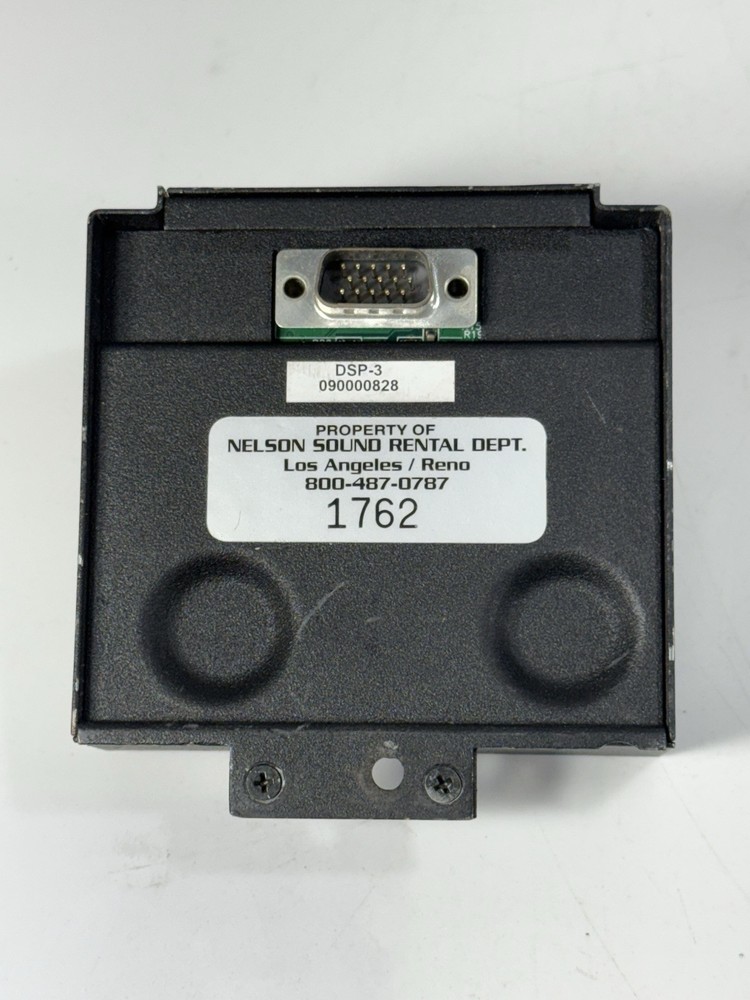 DSP-3
090000828
PROPERTY OF
NELSON SOUND RENTAL DEPT.
Los Angeles / Reno
800-487-0787
1762